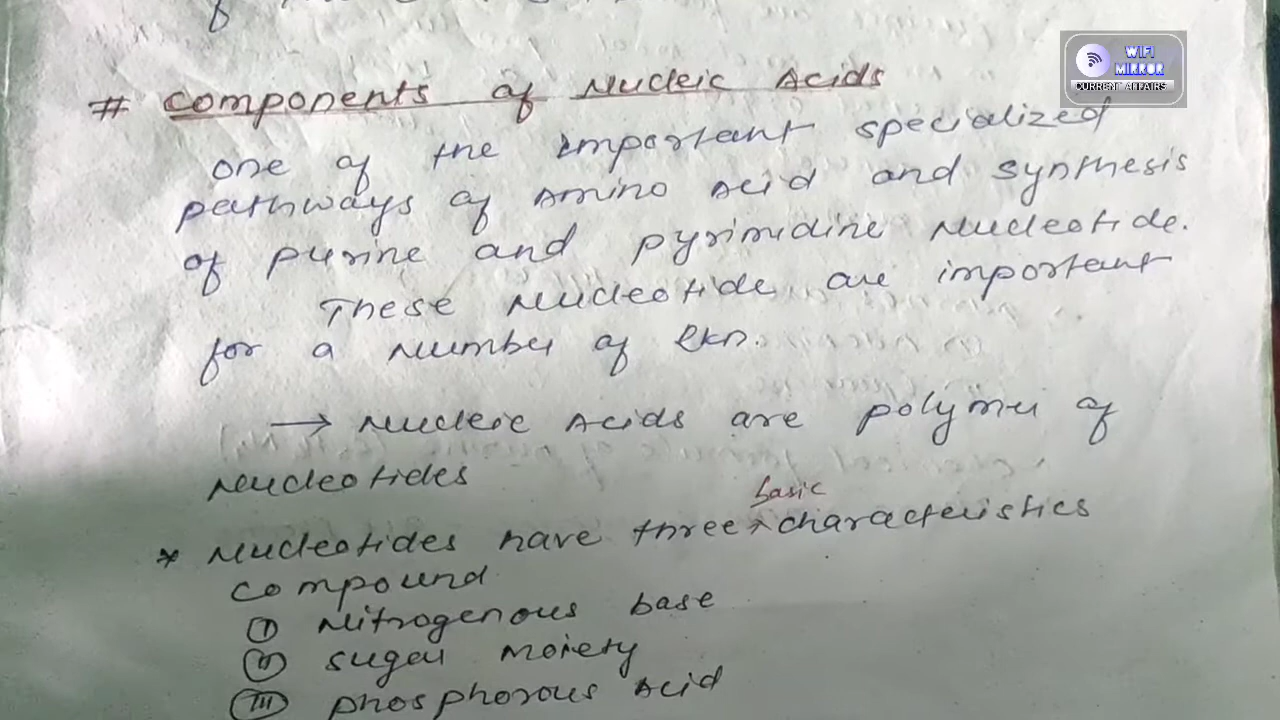 # Components of Nucleic Acids
WIFI
MIRROR
CURRENT AFFAIRS
one of the important specialized
pathways of Amino Acid and synthesis
of purine and pyrimidine Nucleotide.
These Nucleotide are important
for a number of
→ Nucleic Acids are polymer of
Nucleotides
basic
* Nucleotides have three ^ characteristics
compound
(I) Nitrogenous base
(II) sugar moiety
(III) phosphorous Acid